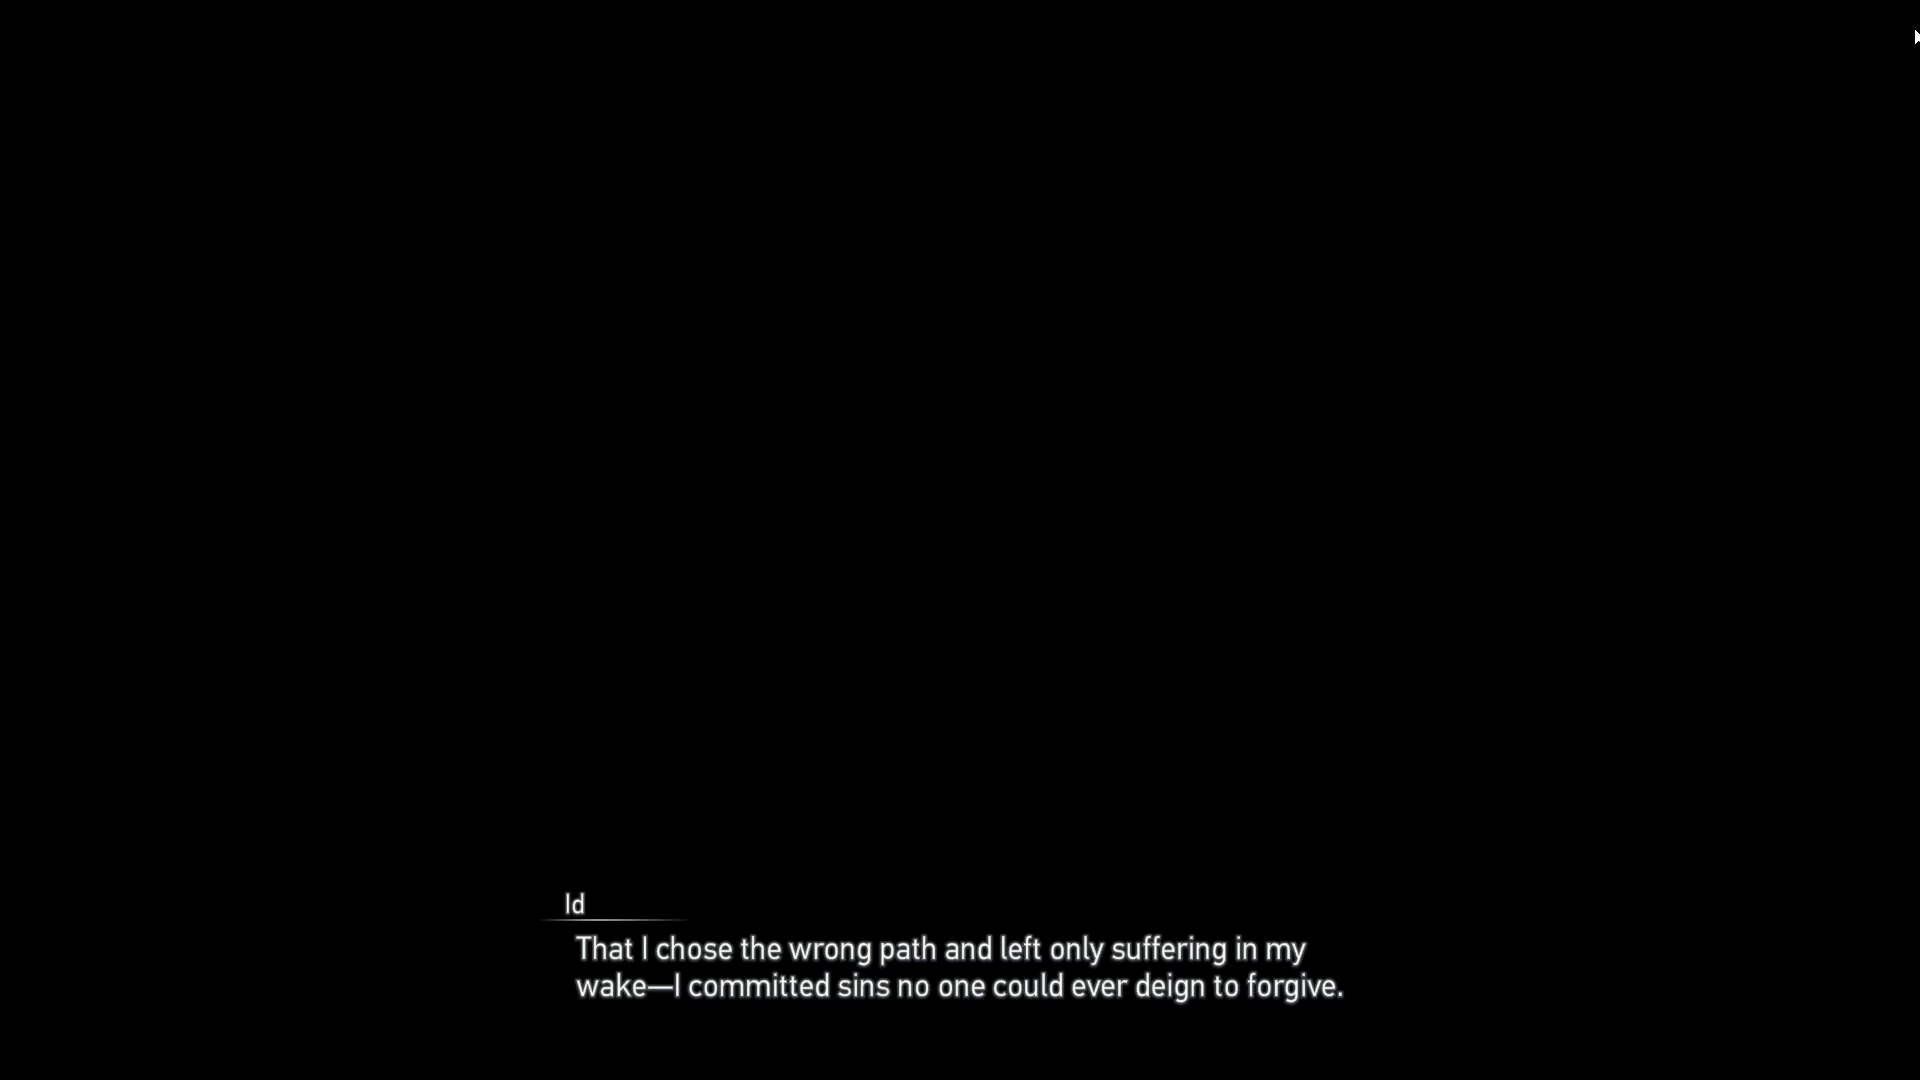 Id
That I chose the wrong path and left only suffering in my
wake—I committed sins no one could ever deign to forgive.